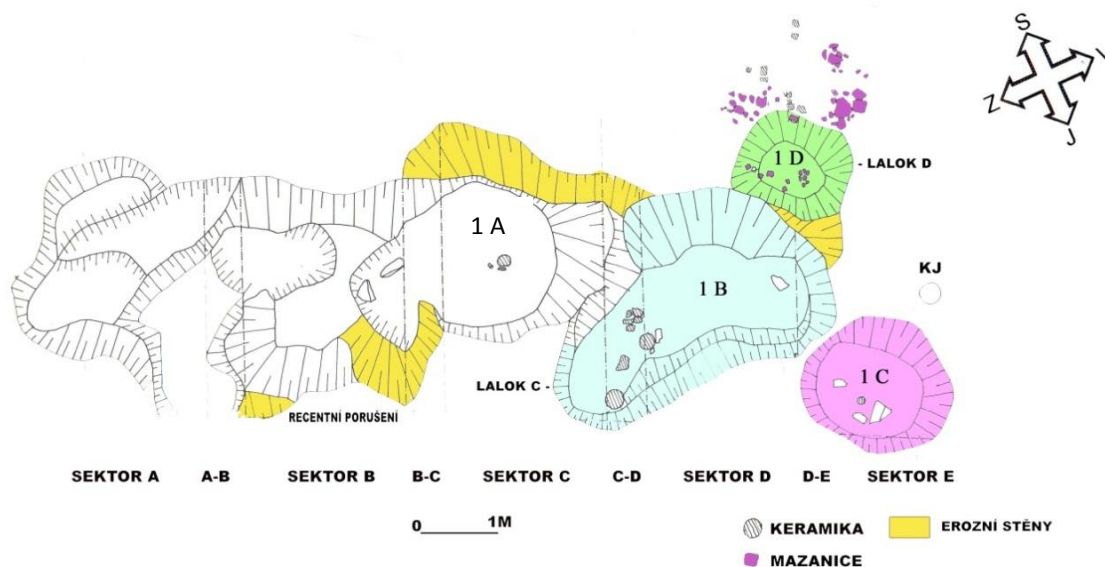 S
V
Z
J
1 D
- LALOK D
1 A
1 B
KJ
1 C
LALOK C -
RECENTNÍ PORUŠENÍ
SEKTOR A A-B SEKTOR B B-C SEKTOR C C-D SEKTOR D D-E SEKTOR E
0 1M
KERAMIKA
EROZNÍ STĚNY
MAZANICE